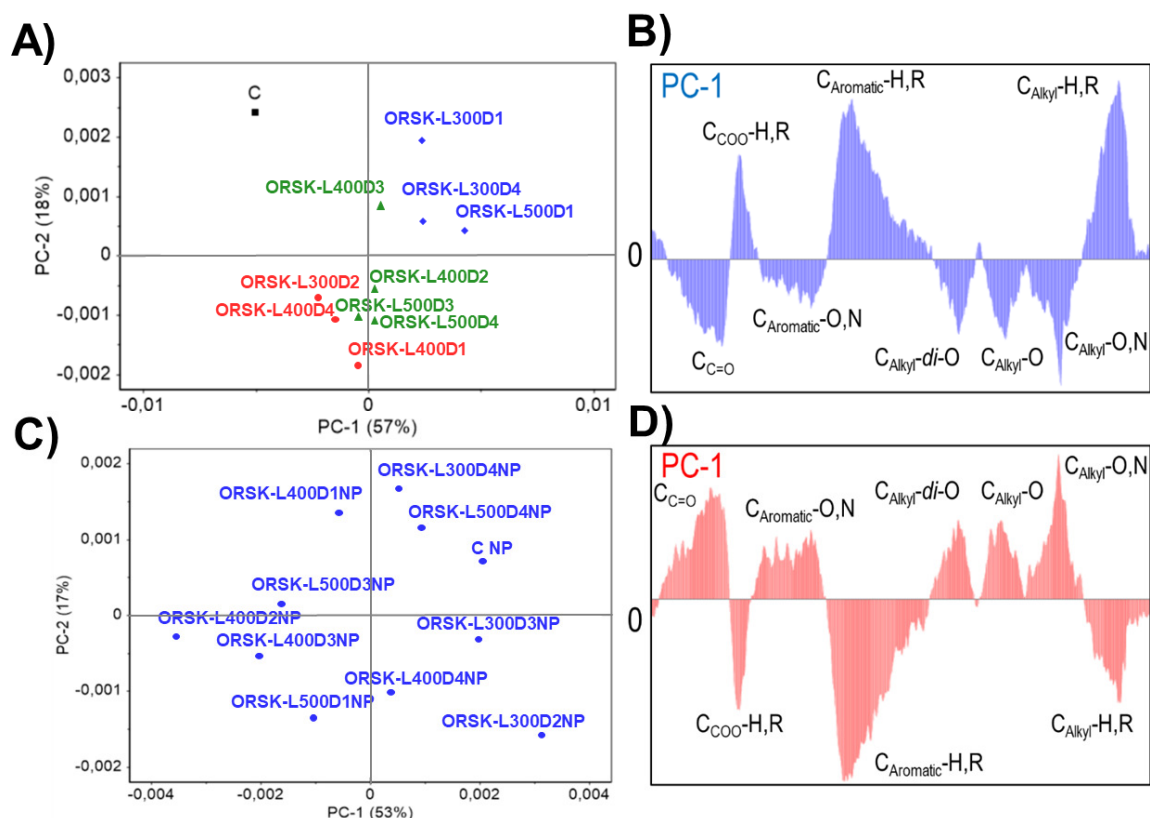 A)
0,003
0,002
0,001
0
-0,001
-0,002
PC-2 (18%)
C
ORSK-L300D1
ORSK-L400D3
ORSK-L300D4
ORSK-L500D1
ORSK-L300D2
ORSK-L400D2
ORSK-L400D4
ORSK-L500D3
ORSK-L500D4
ORSK-L400D1
-0,01
0
0,01
PC-1 (57%)
B)
PC-1
CAromatic-H,R
CAlkyl-H,R
CCOO-H,R
0
CAromatic-O,N
CC=O
CAlkyl-di-O
CAlkyl-O
CAlkyl-O,N
C)
0,002
0,001
0
-0,001
-0,002
PC-2 (17%)
ORSK-L300D4NP
ORSK-L400D1NP
ORSK-L500D4NP
C NP
ORSK-L500D3NP
ORSK-L400D2NP
ORSK-L300D3NP
ORSK-L400D3NP
ORSK-L400D4NP
ORSK-L500D1NP
ORSK-L300D2NP
-0,004
-0,002
0
0,002
0,004
PC-1 (53%)
D)
PC-1
CC=O
CAromatic-O,N
CAlkyl-di-O
CAlkyl-O
CAlkyl-O,N
0
CCOO-H,R
CAromatic-H,R
CAlkyl-H,R